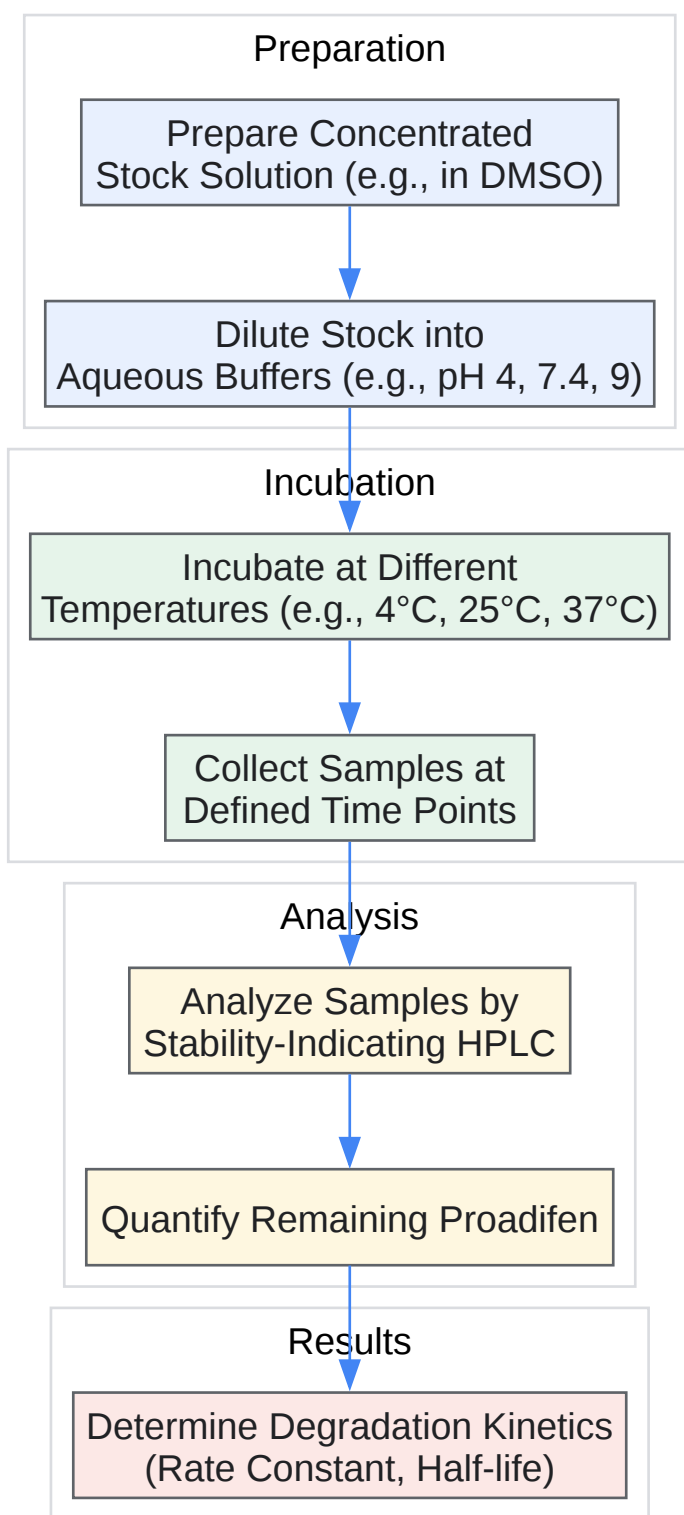 Preparation
Prepare Concentrated
Stock Solution (e.g., in DMSO)
Dilute Stock into
Aqueous Buffers (e.g., pH 4, 7.4, 9)
Incubation
Incubate at Different
Temperatures (e.g., 4°C, 25°C, 37°C)
Collect Samples at
Defined Time Points
Analysis
Analyze Samples by
Stability-Indicating HPLC
Quantify Remaining Proadifen
Results
Determine Degradation Kinetics
(Rate Constant, Half-life)